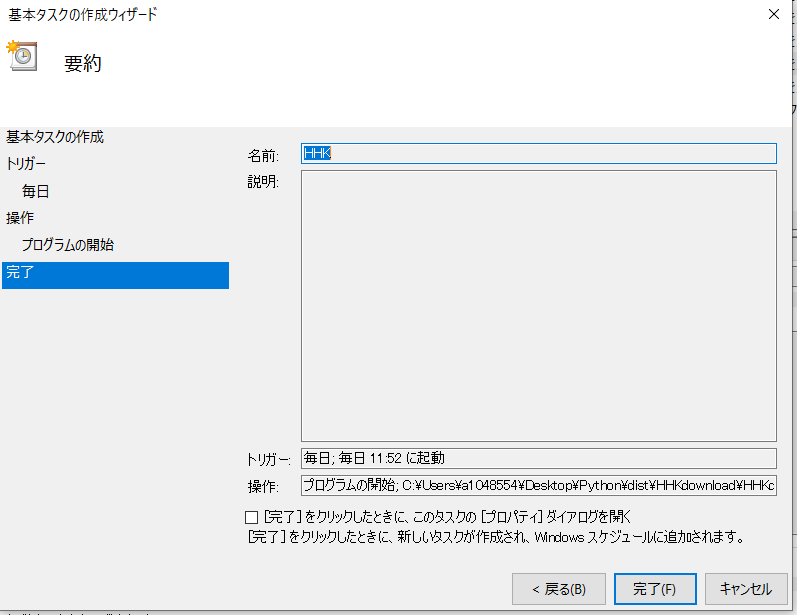 基本タスクの作成ウィザード
要約
基本タスクの作成
トリガー
毎日
操作
プログラムの開始
完了
名前:
HHK
説明:
トリガー:
毎日; 毎日 11:52 に起動
操作:
プログラムの開始; C:¥Users¥a1048554¥Desktop¥Python¥dist¥HHKdownload¥HHKc
[完了] をクリックしたときに、このタスクの [プロパティ] ダイアログを開く
[完了] をクリックしたときに、新しいタスクが作成され、Windows スケジュールに追加されます。
< 戻る(B)
完了(F)
キャンセル